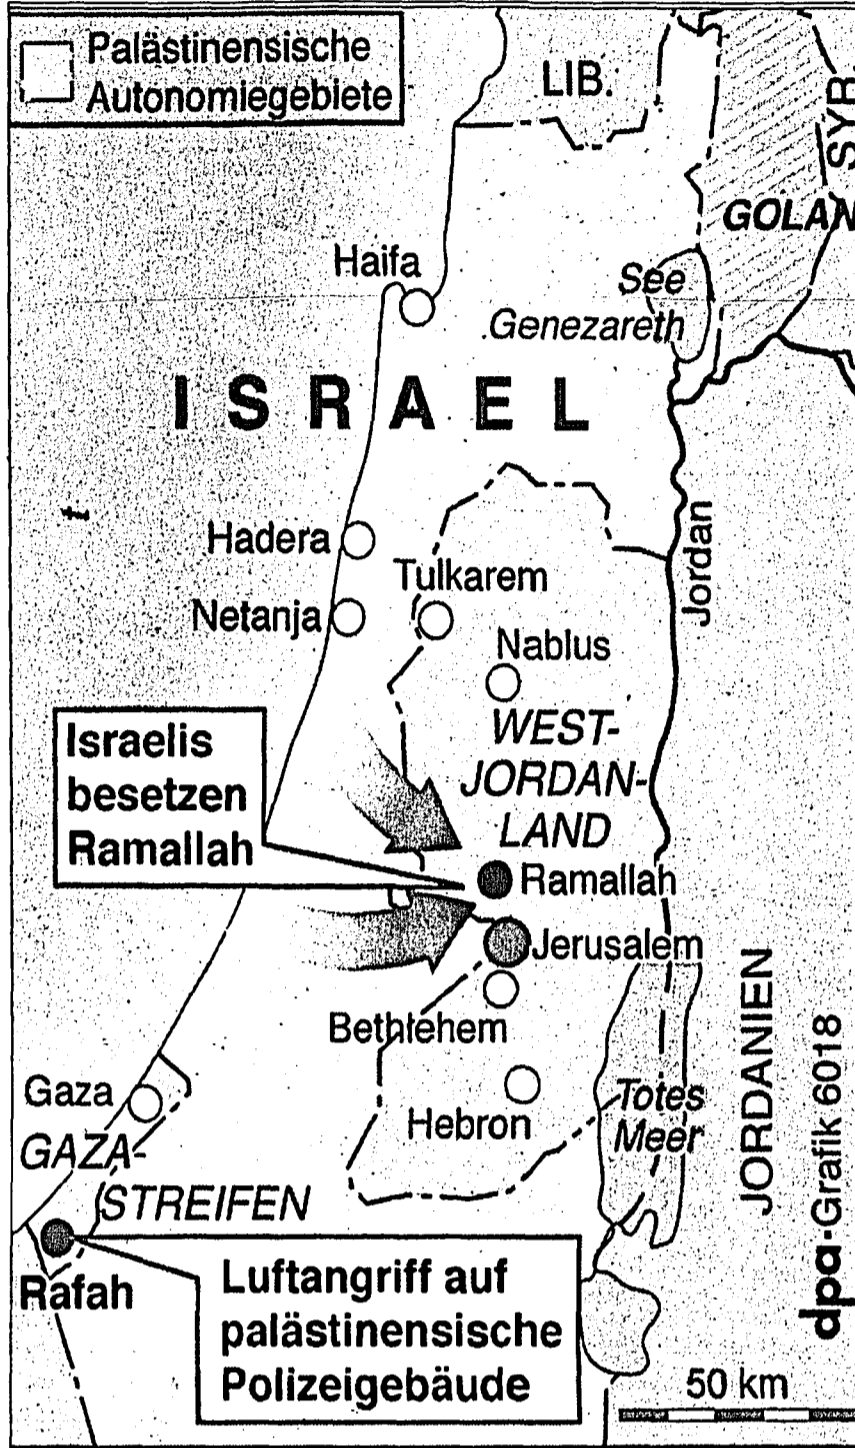 Palästinensische
Autonomiegebiete
LIB.
SYR.
GOLAN
Haifa
See
Genezareth
ISRAEL
Hadera
Tulkarem
Jordan
Netanja
Nablus
WEST-
JORDAN-
LAND
Israelis
besetzen
Ramallah
Ramallah
Jerusalem
Bethlehem
JORDANIEN
Gaza
Hebron
Totes
Meer
GAZA-
STREIFEN
Rafah
Luftangriff auf
palästinensische
Polizeigebäude
50 km
dpa·Grafik 6018